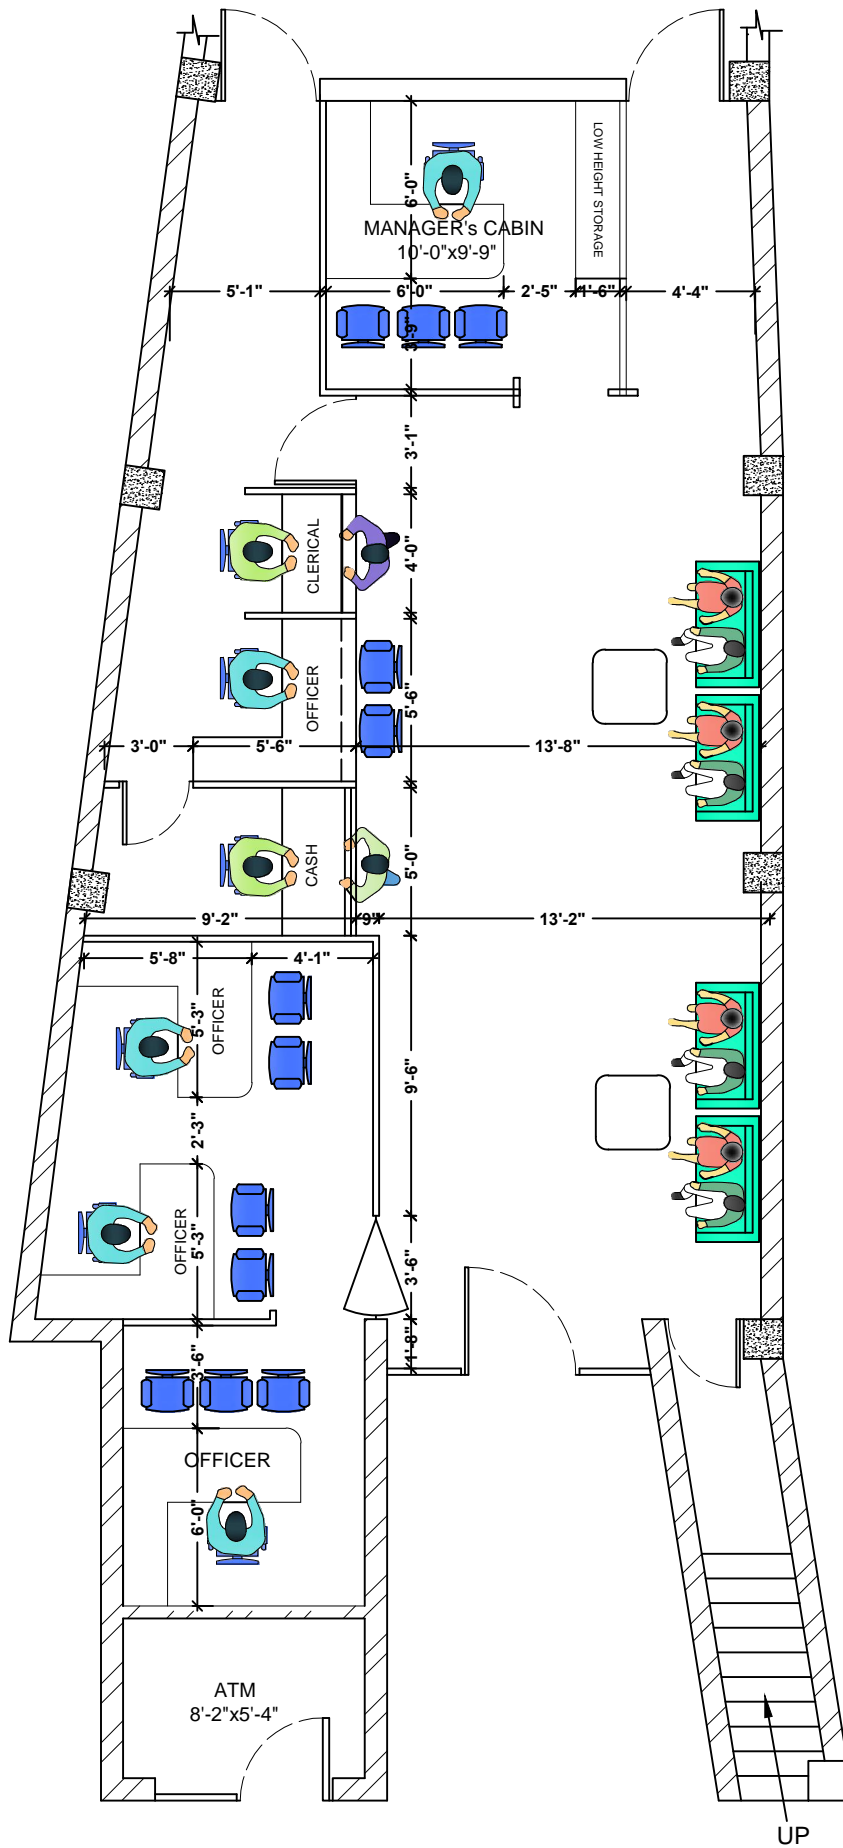 LOW HEIGHT STORAGE
6'-0"
MANAGER's CABIN
10'-0"x9'-9"
5'-1"
6'-0"
2'-5"
1'-6"
4'-4"
3'-9"
3'-1"
CLERICAL
4'-0"
OFFICER
5'-6"
3'-0"
5'-6"
13'-8"
CASH
5'-0"
9'-2"
9"
13'-2"
5'-8"
4'-1"
5'-3"
OFFICER
9'-6"
2'-3"
OFFICER
5'-3"
3'-6"
1'-8"
3'-6"
OFFICER
6'-0"
ATM
8'-2"x5'-4"
UP